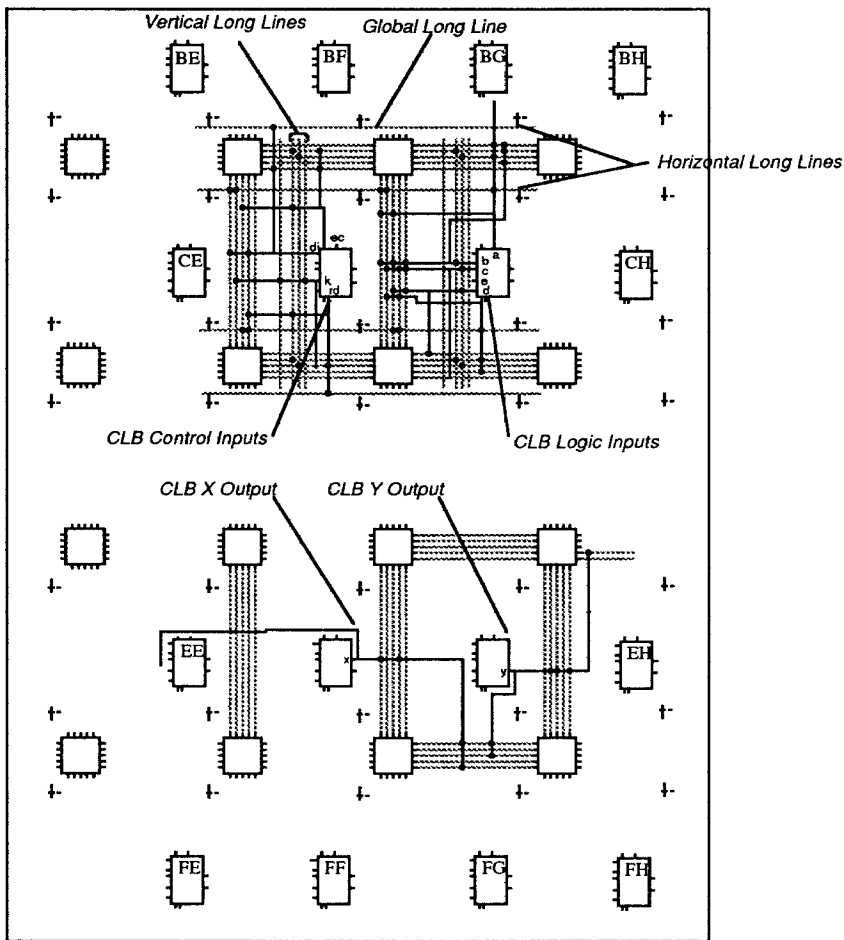 Vertical Long Lines
Global Long Line
BE
BF
BG
BH
Horizontal Long Lines
CE
di
ec
k
rd
a
b
c
e
d
CH
CLB Control Inputs
CLB Logic Inputs
CLB X Output
CLB Y Output
EE
x
y
EH
FE
FF
FG
FH